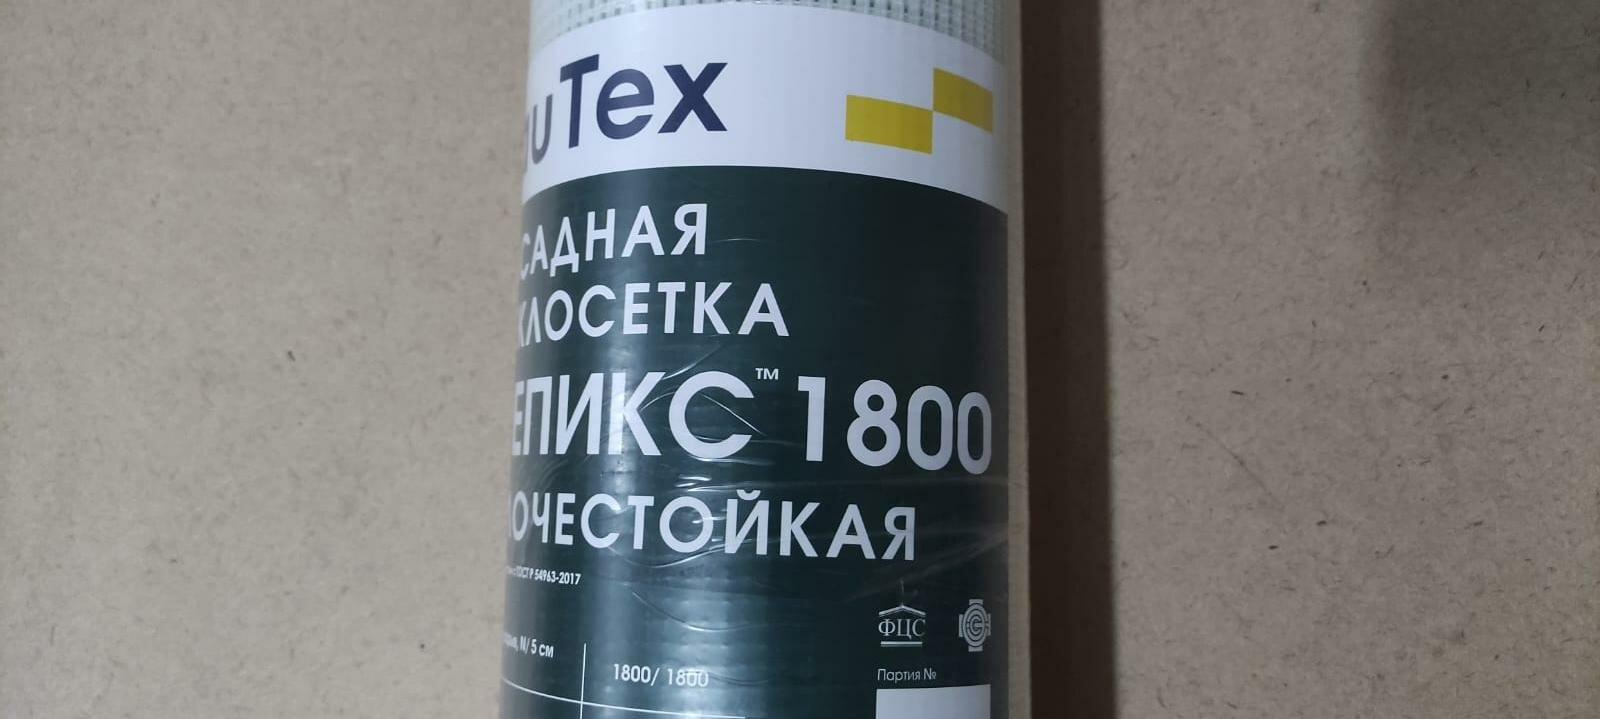 uTex
САДНАЯ
КЛОСЕТКА
ЕПИКС™ 1800
ОЧЕСТОЙКАЯ
ГОСТ Р 54963-2017
ФЦС
N/ 5 см
1800/ 1800
Партия №